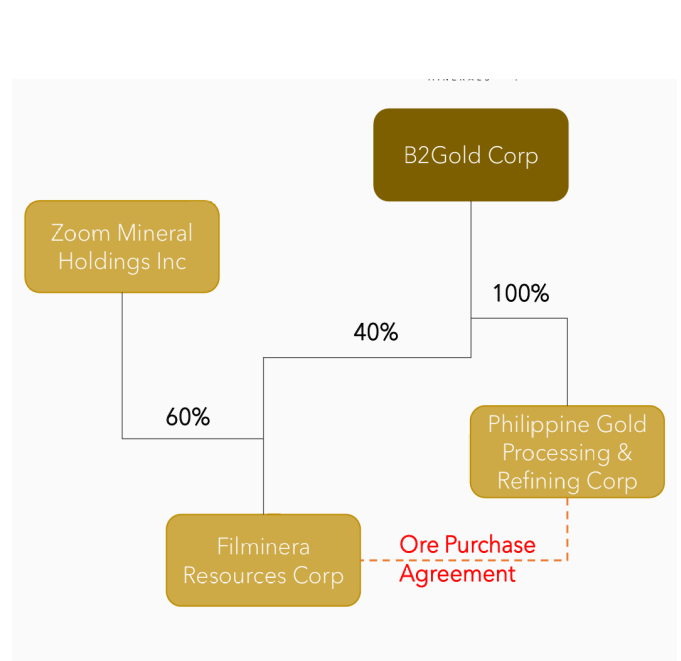 B2Gold Corp
Zoom Mineral
Holdings Inc
100%
40%
60%
Philippine Gold
Processing &
Refining Corp
Ore Purchase
Agreement
Filminera
Resources Corp